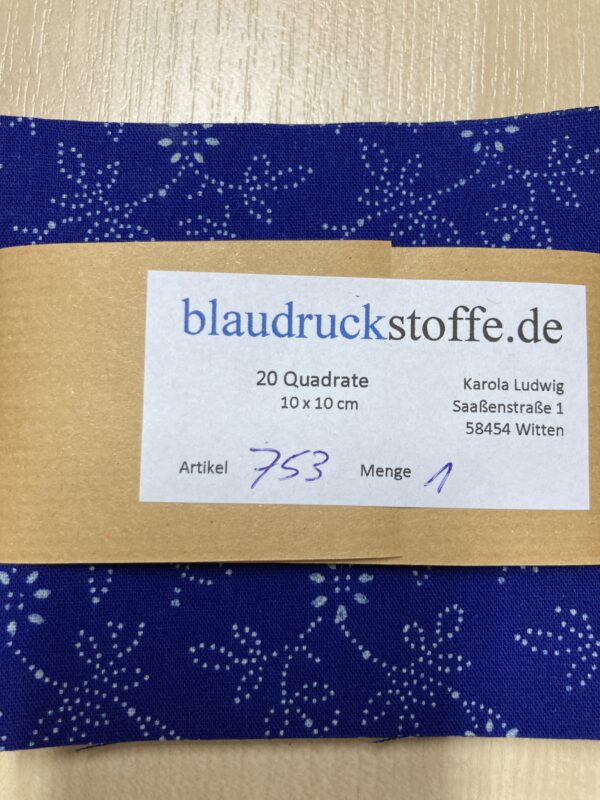 blaudruckstoffe.de
20 Quadrate
10 x 10 cm
Karola Ludwig
Saaßenstraße 1
58454 Witten
Artikel 753 Menge 1